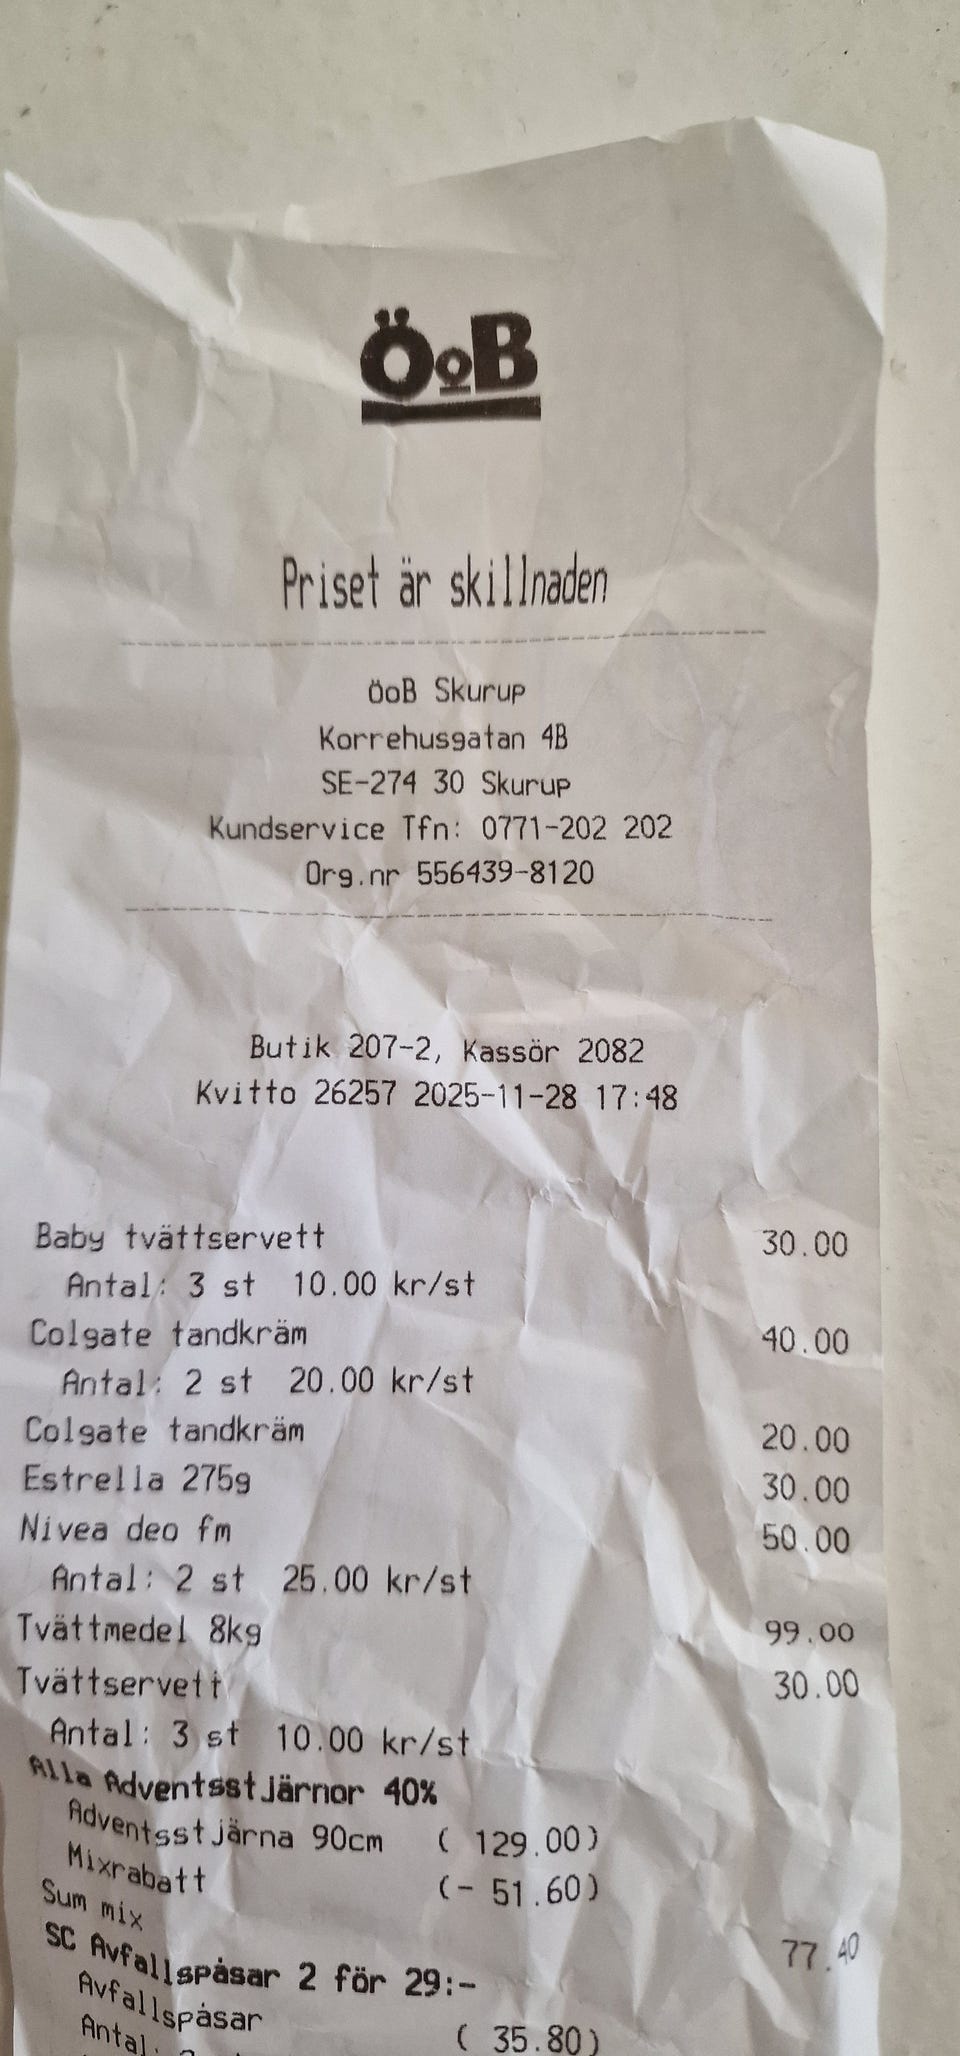 ÖoB
Priset är skillnaden
ÖoB Skurup
Korrehusgatan 4B
SE-274 30 Skurup
Kundservice Tfn: 0771-202 202
Org.nr 556439-8120
Butik 207-2, Kassör 2082
Kvitto 26257 2025-11-28 17:48
Baby tvättservett 30.00
Antal: 3 st 10.00 kr/st
Colgate tandkräm 40.00
Antal: 2 st 20.00 kr/st
Colgate tandkräm 20.00
Estrella 275g 30.00
Nivea deo fm 50.00
Antal: 2 st 25.00 kr/st
Tvättmedel 8kg 99.00
Tvättservett 30.00
Antal: 3 st 10.00 kr/st
Alla Adventsstjärnor 40%
Adventsstjärna 90cm ( 129.00)
Mixrabatt (- 51.60)
Sum mix 77.40
SC Avfallspåsar 2 för 29:-
Avfallspåsar ( 35.80)
Antal: